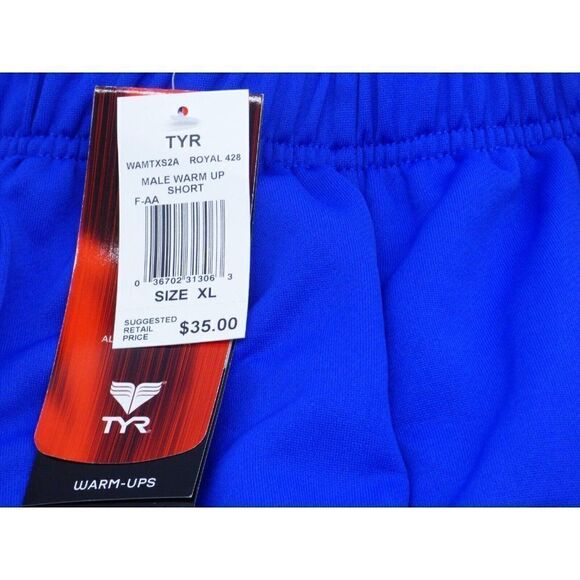 TYR
WAMTXS2A ROYAL 428
MALE WARM UP
SHORT
F-AA
0 36702 31306 3
SIZE XL
SUGGESTED
RETAIL
PRICE
$35.00
TYR
WARM-UPS